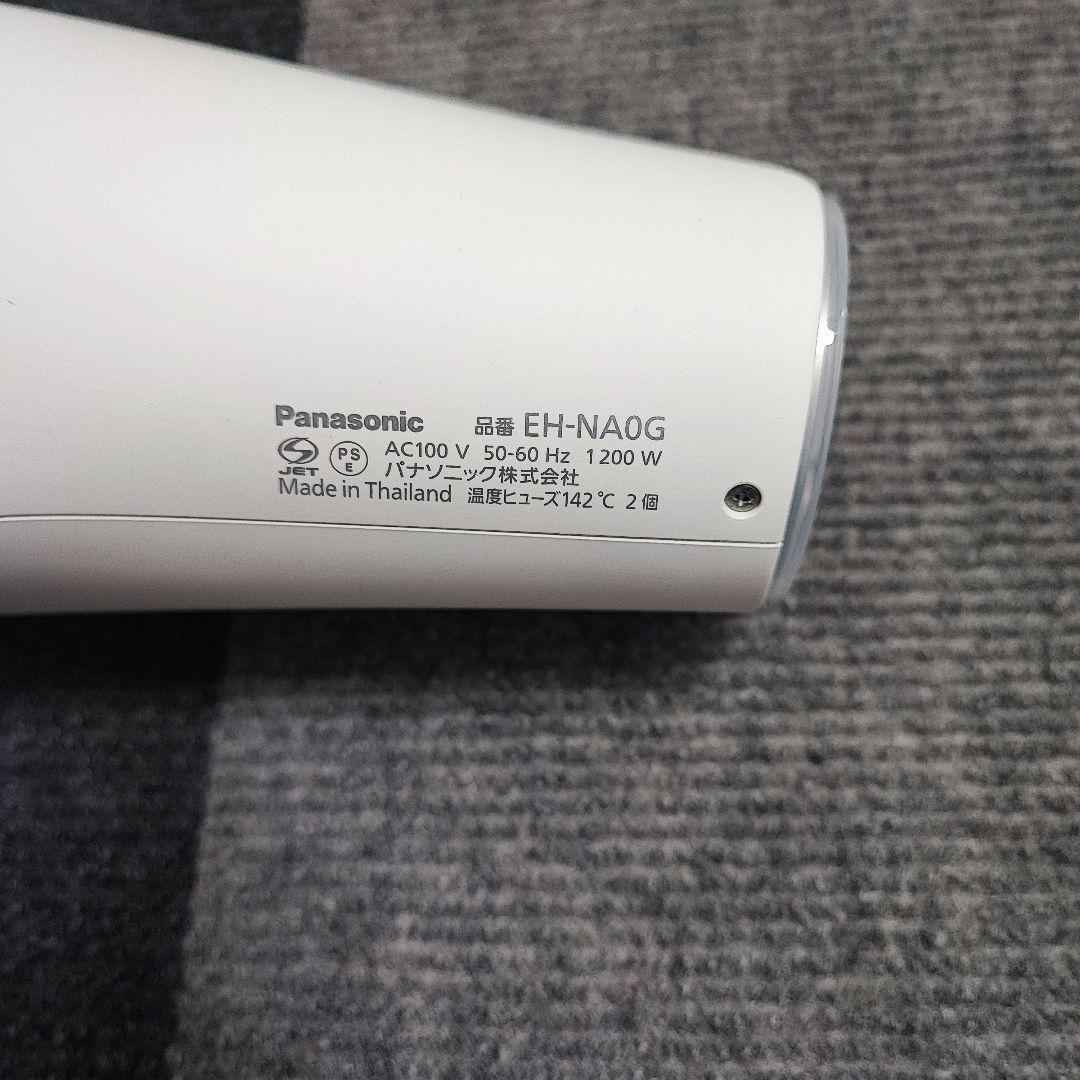 Panasonic 品番 EH-NA0G
JET PSE AC100 V 50-60 Hz 1200 W
パナソニック株式会社
Made in Thailand 温度ヒューズ142℃ 2個